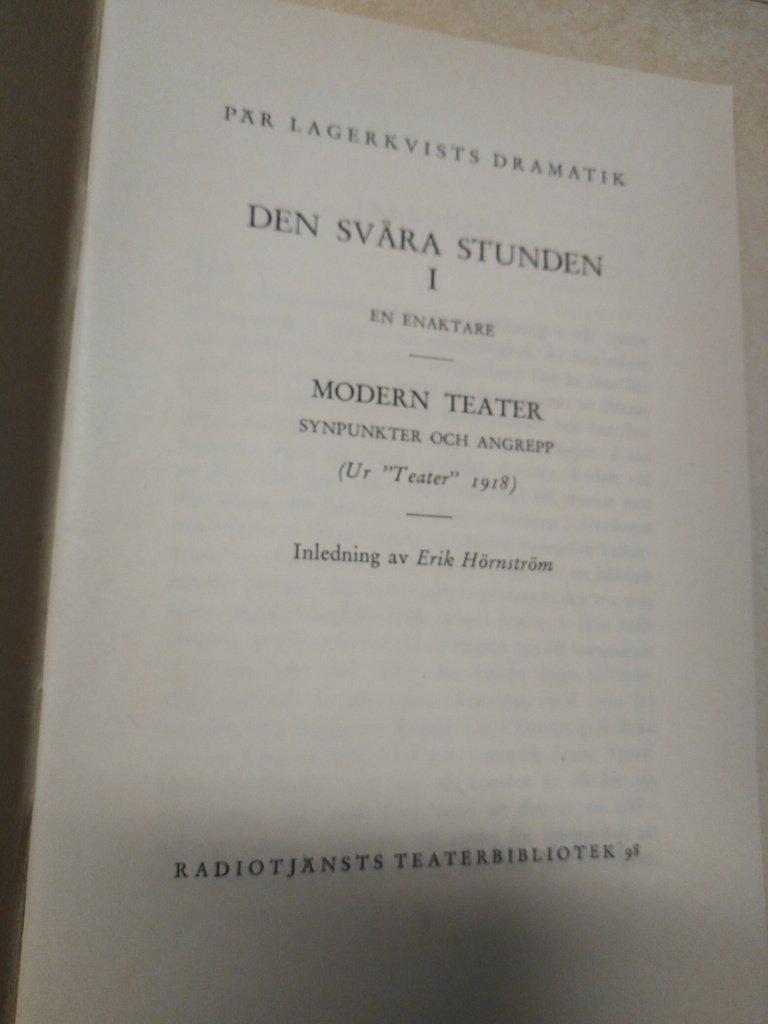 PÄR LAGERKVISTS DRAMATIK
DEN SVÅRA STUNDEN
I
EN ENAKTARE
MODERN TEATER
SYNPUNKTER OCH ANGREPP
(Ur "Teater" 1918)
Inledning av Erik Hörnström
RADIOTJÄNSTS TEATERBIBLIOTEK 98